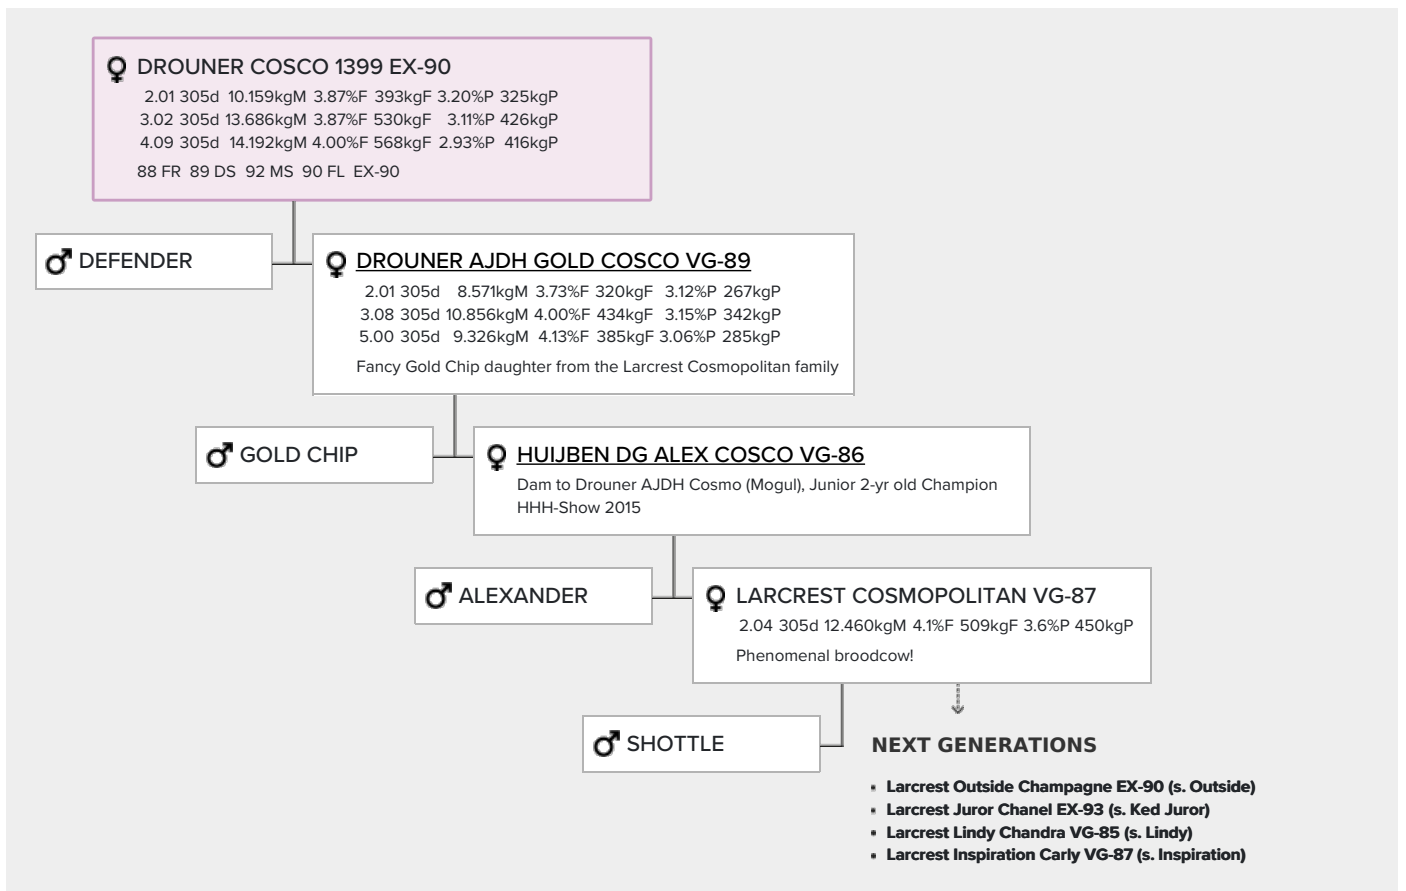 DROUNER COSCO 1399 EX-90
2.01 305d 10.159kgM 3.87%F 393kgF 3.20%P 325kgP
3.02 305d 13.686kgM 3.87%F 530kgF 3.11%P 426kgP
4.09 305d 14.192kgM 4.00%F 568kgF 2.93%P 416kgP
88 FR 89 DS 92 MS 90 FL EX-90
DEFENDER
DROUNER AJDH GOLD COSCO VG-89
2.01 305d 8.571kgM 3.73%F 320kgF 3.12%P 267kgP
3.08 305d 10.856kgM 4.00%F 434kgF 3.15%P 342kgP
5.00 305d 9.326kgM 4.13%F 385kgF 3.06%P 285kgP
Fancy Gold Chip daughter from the Larcrest Cosmopolitan family
GOLD CHIP
HUIJBEN DG ALEX COSCO VG-86
Dam to Drouner AJDH Cosmo (Mogul), Junior 2-yr old Champion
HHH-Show 2015
ALEXANDER
LARCREST COSMOPOLITAN VG-87
2.04 305d 12.460kgM 4.1%F 509kgF 3.6%P 450kgP
Phenomenal broodcow!
SHOTTLE
NEXT GENERATIONS
Larcrest Outside Champagne EX-90 (s. Outside)
Larcrest Juror Chanel EX-93 (s. Ked Juror)
Larcrest Lindy Chandra VG-85 (s. Lindy)
Larcrest Inspiration Carly VG-87 (s. Inspiration)